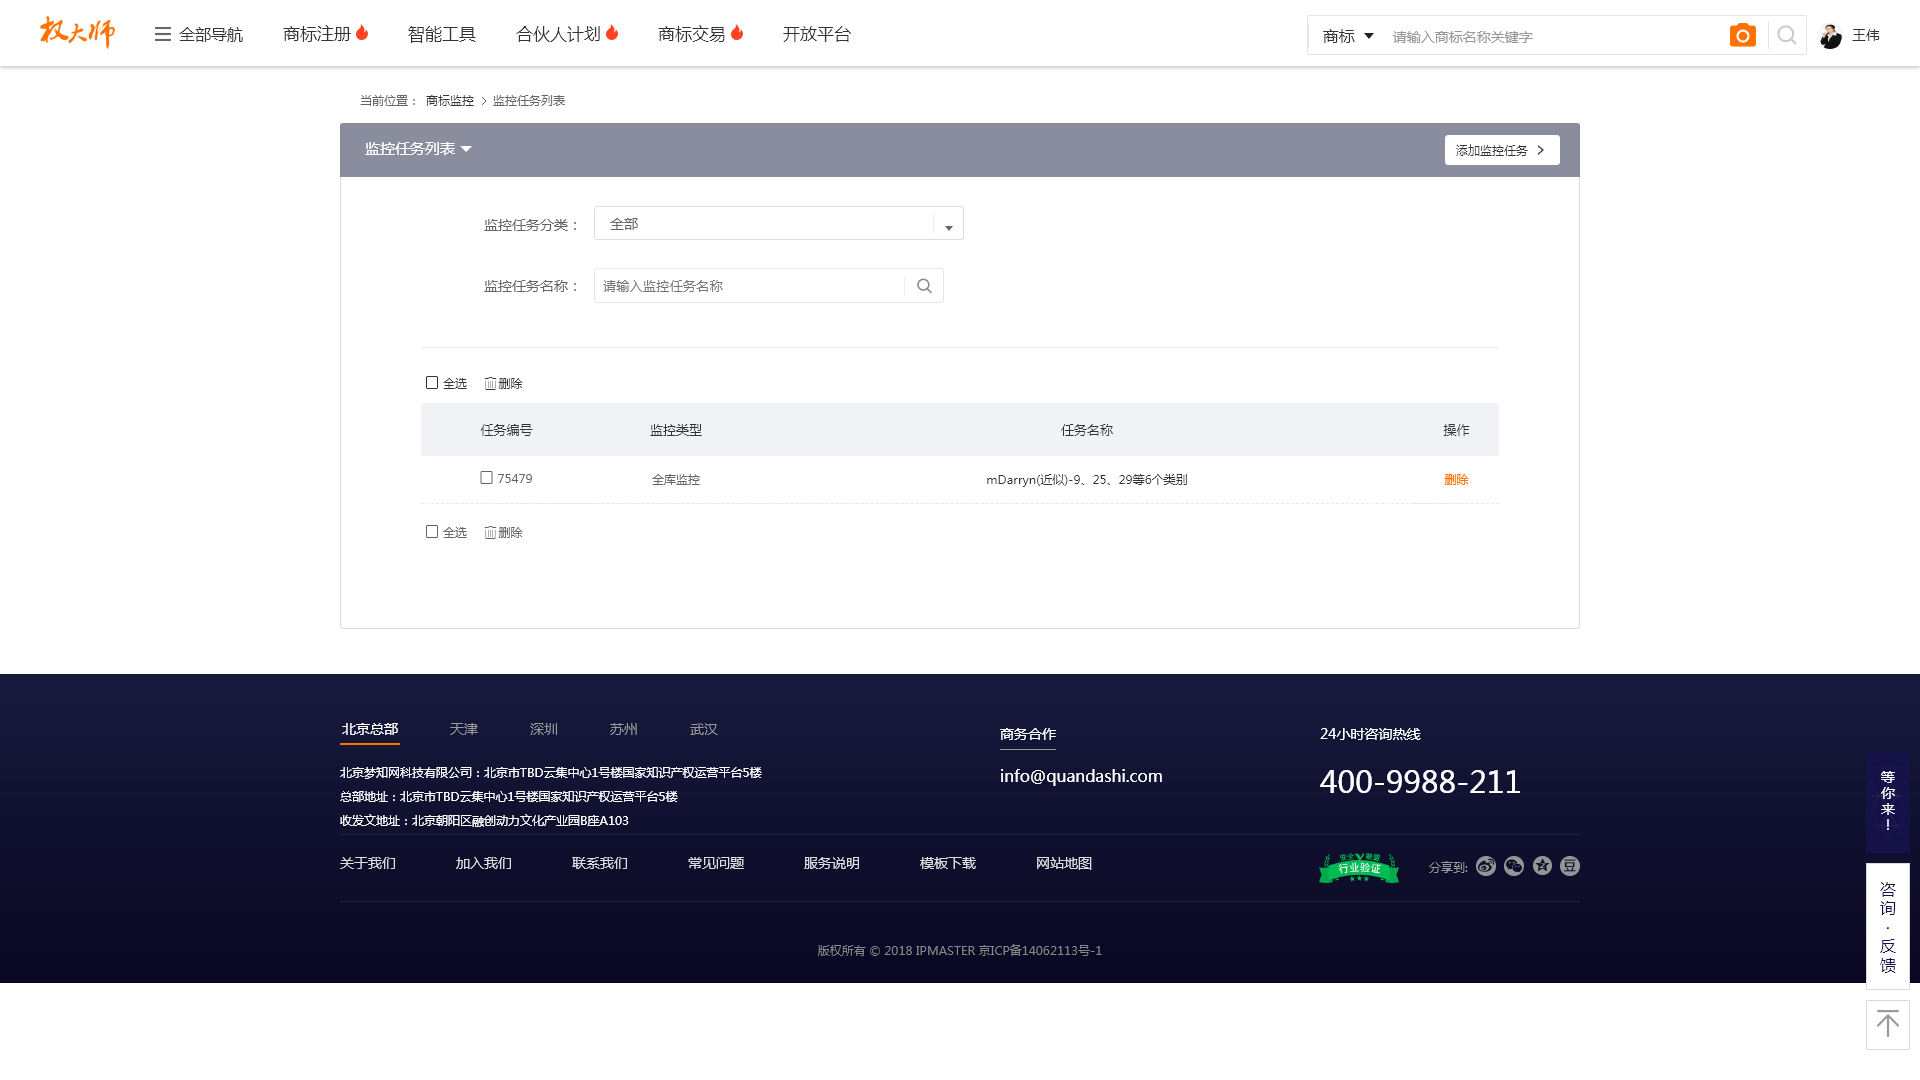 权大师 全部导航 商标注册 智能工具 合伙人计划 商标交易 开放平台 商标 请输入商标名称关键字 王伟
当前位置： 商标监控 > 监控任务列表
监控任务列表 添加监控任务 >
监控任务分类： 全部
监控任务名称： 请输入监控任务名称
全选 删除
任务编号 监控类型 任务名称 操作
75479 全库监控 mDarryn(近似)-9、25、29等6个类别 删除
全选 删除
北京总部 天津 深圳 苏州 武汉
商务合作
24小时咨询热线
北京梦知网科技有限公司：北京市TBD云集中心1号楼国家知识产权运营平台5楼
info@quandashi.com
400-9988-211
总部地址：北京市TBD云集中心1号楼国家知识产权运营平台5楼
收发文地址：北京朝阳区融创动力文化产业园B座A103
关于我们 加入我们 联系我们 常见问题 服务说明 模板下载 网站地图
安全联盟
行业验证
分享到:
版权所有 © 2018 IPMASTER 京ICP备14062113号-1
等你来！
咨询·反馈